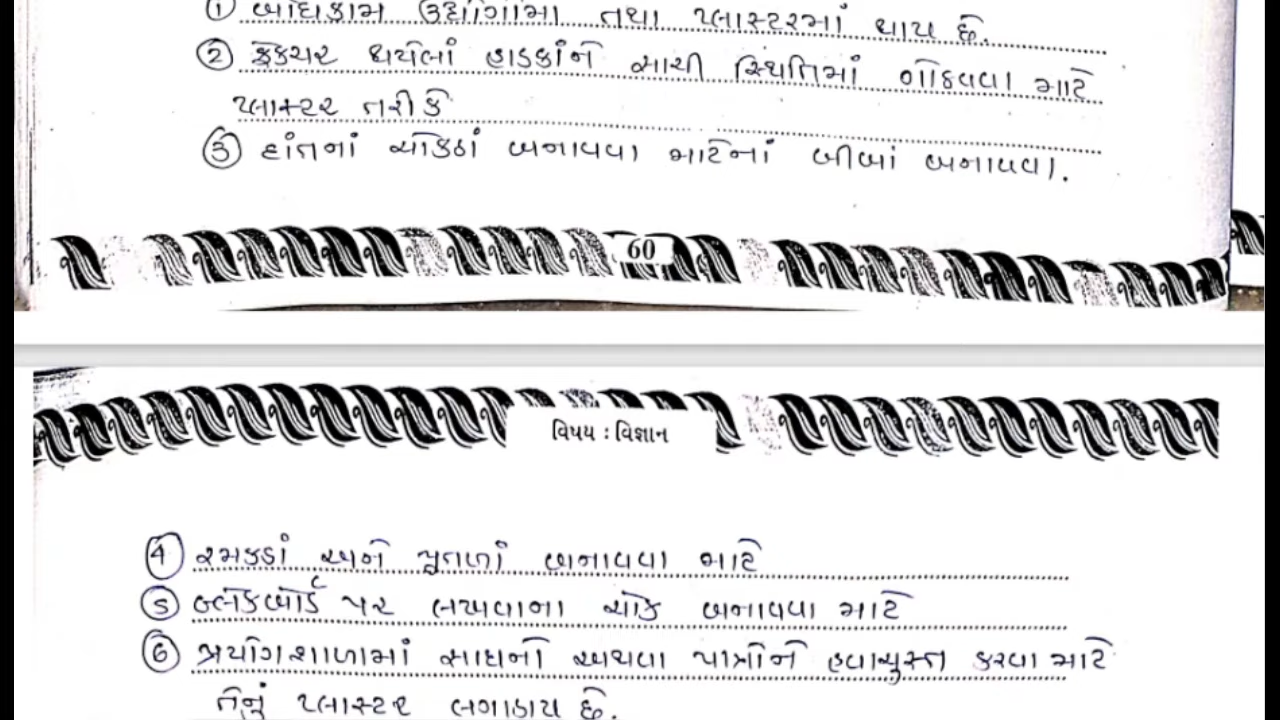 ① બાંધકામ ઉદ્યોગોમાં તથા પ્લાસ્ટરમાં થાય છે.
② ફ્રેક્ચર થયેલાં હાડકાંને સાચી સ્થિતિમાં ગોઠવવા માટે
પ્લાસ્ટર તરીકે
③ દાંતનાં ચોકઠાં બનાવવા માટેનાં બીબાં બનાવવા.
60
વિષય : વિજ્ઞાન
④ રમકડાં અને પૂતળાં બનાવવા માટે
⑤ બ્લેકબોર્ડ પર લખવાના ચોક બનાવવા માટે
⑥ પ્રયોગશાળામાં સાધનો અથવા પાત્રોને હવાચુસ્ત કરવા માટે
તેનું પ્લાસ્ટર લગાડાય છે.